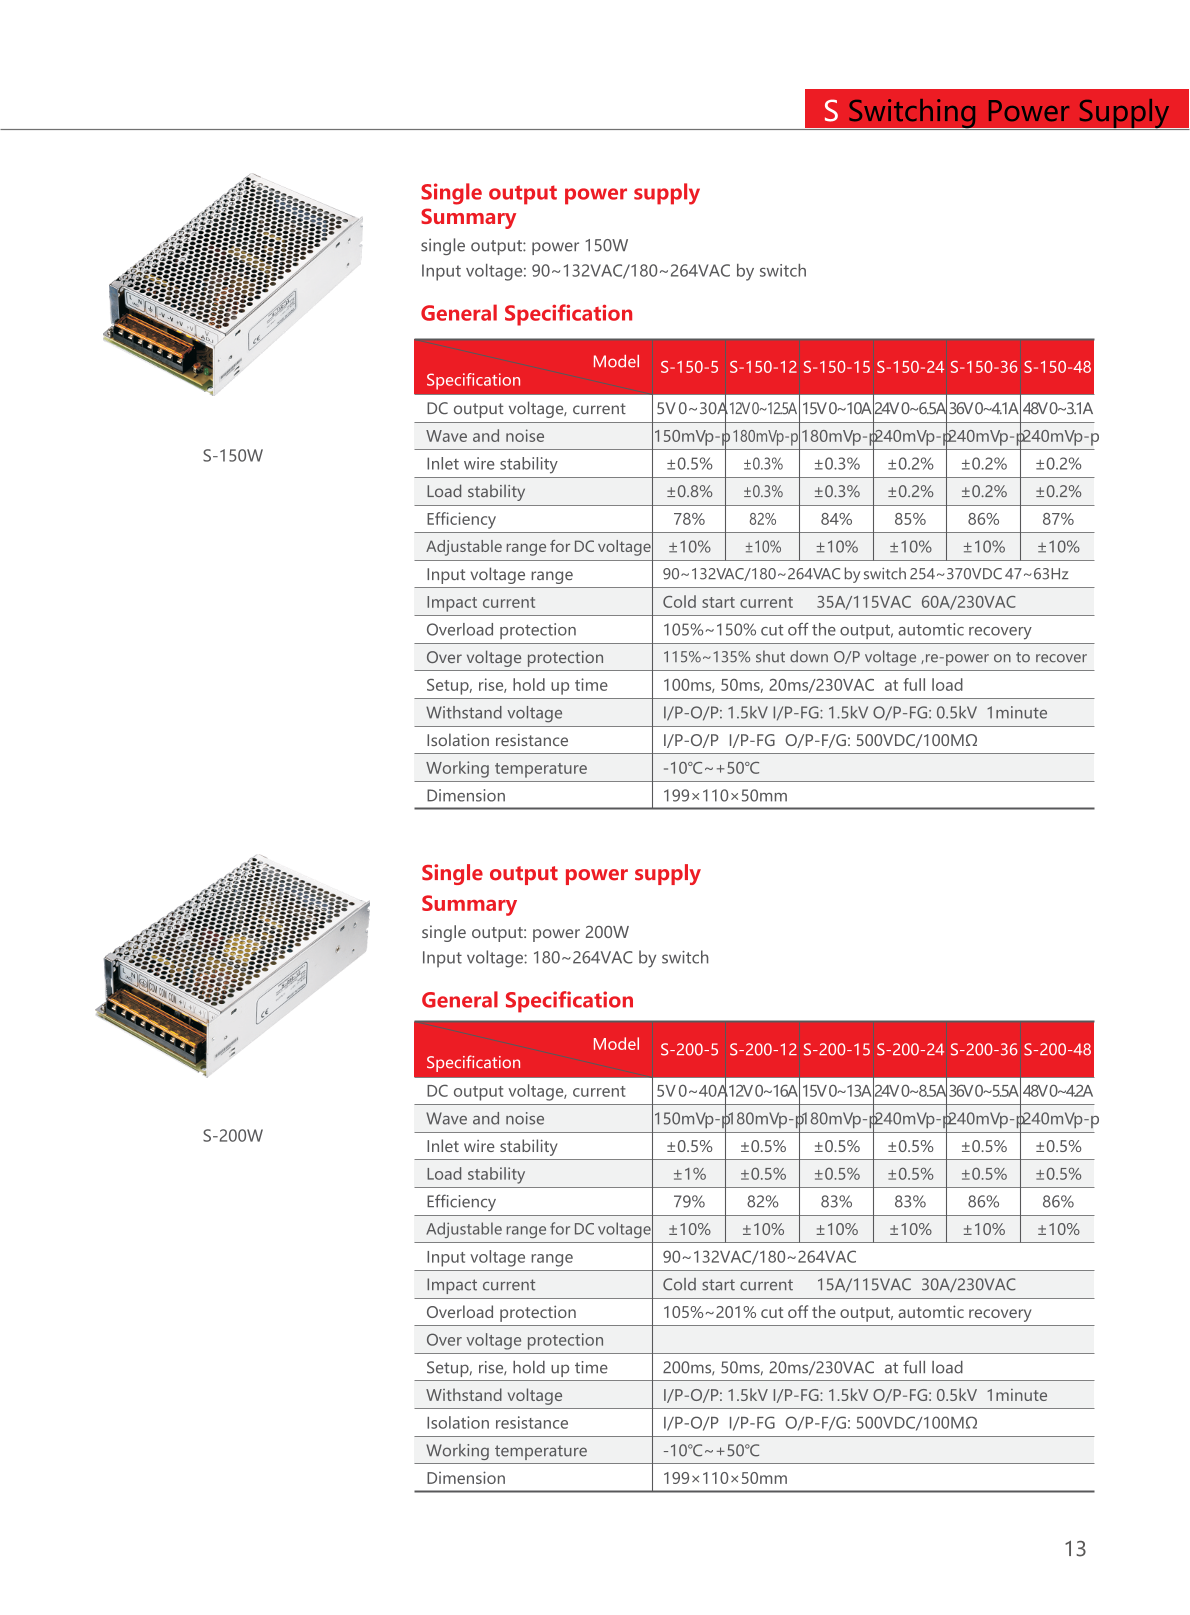 S Switching Power Supply
Single output power supply
Summary
single output: power 150W
Input voltage: 90~132VAC/180~264VAC by switch
General Specification
S-150W
Model
Specification
S-150-5 S-150-12 S-150-15 S-150-24 S-150-36 S-150-48
DC output voltage, current 5V 0~30A 12V 0~12.5A 15V 0~10A 24V 0~6.5A 36V 0~4.1A 48V 0~3.1A
Wave and noise 150mVp-p 180mVp-p 180mVp-p 240mVp-p 240mVp-p 240mVp-p
Inlet wire stability ±0.5% ±0.3% ±0.3% ±0.2% ±0.2% ±0.2%
Load stability ±0.8% ±0.3% ±0.3% ±0.2% ±0.2% ±0.2%
Efficiency 78% 82% 84% 85% 86% 87%
Adjustable range for DC voltage ±10% ±10% ±10% ±10% ±10% ±10%
Input voltage range 90~132VAC/180~264VAC by switch 254~370VDC 47~63Hz
Impact current Cold start current 35A/115VAC 60A/230VAC
Overload protection 105%~150% cut off the output, automtic recovery
Over voltage protection 115%~135% shut down O/P voltage ,re-power on to recover
Setup, rise, hold up time 100ms, 50ms, 20ms/230VAC at full load
Withstand voltage I/P-O/P: 1.5kV I/P-FG: 1.5kV O/P-FG: 0.5kV 1minute
Isolation resistance I/P-O/P I/P-FG O/P-F/G: 500VDC/100MΩ
Working temperature -10℃~+50℃
Dimension 199×110×50mm
Single output power supply
Summary
single output: power 200W
Input voltage: 180~264VAC by switch
General Specification
S-200W
Model
Specification
S-200-5 S-200-12 S-200-15 S-200-24 S-200-36 S-200-48
DC output voltage, current 5V 0~40A 12V 0~16A 15V 0~13A 24V 0~8.5A 36V 0~5.5A 48V 0~4.2A
Wave and noise 150mVp-p 180mVp-p 180mVp-p 240mVp-p 240mVp-p 240mVp-p
Inlet wire stability ±0.5% ±0.5% ±0.5% ±0.5% ±0.5% ±0.5%
Load stability ±1% ±0.5% ±0.5% ±0.5% ±0.5% ±0.5%
Efficiency 79% 82% 83% 83% 86% 86%
Adjustable range for DC voltage ±10% ±10% ±10% ±10% ±10% ±10%
Input voltage range 90~132VAC/180~264VAC
Impact current Cold start current 15A/115VAC 30A/230VAC
Overload protection 105%~201% cut off the output, automtic recovery
Over voltage protection
Setup, rise, hold up time 200ms, 50ms, 20ms/230VAC at full load
Withstand voltage I/P-O/P: 1.5kV I/P-FG: 1.5kV O/P-FG: 0.5kV 1minute
Isolation resistance I/P-O/P I/P-FG O/P-F/G: 500VDC/100MΩ
Working temperature -10℃~+50℃
Dimension 199×110×50mm
13